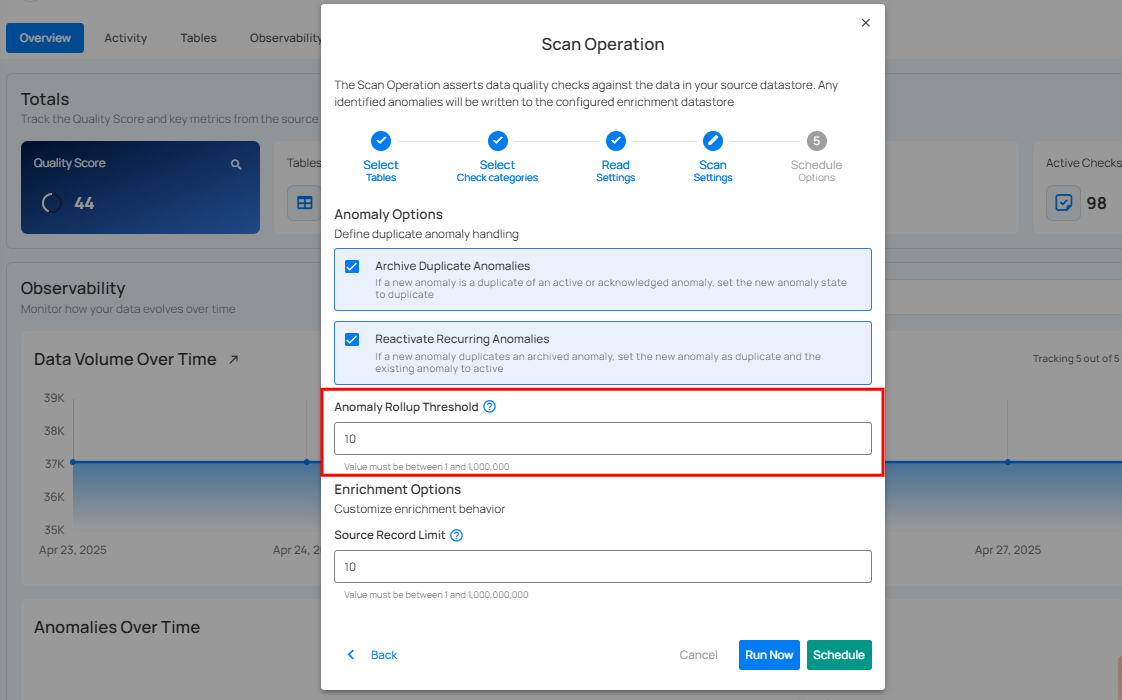 Overview
Activity
Tables
Observability
Totals
Track the Quality Score and key metrics from the source
Quality Score
44
Tables
Active Checks
98
Observability
Monitor how your data evolves over time
Data Volume Over Time
Tracking 5 out of 5
39K
38K
37K
36K
35K
Apr 23, 2025
Apr 24, 2
Apr 27, 2025
Anomalies Over Time
Scan Operation
The Scan Operation asserts data quality checks against the data in your source datastore. Any
identified anomalies will be written to the configured enrichment datastore
Select
Tables
Select
Check categories
Read
Settings
Scan
Settings
5
Schedule
Options
Anomaly Options
Define duplicate anomaly handling
Archive Duplicate Anomalies
If a new anomaly is a duplicate of an active or acknowledged anomaly, set the new anomaly state
to duplicate
Reactivate Recurring Anomalies
If a new anomaly duplicates an archived anomaly, set the new anomaly as duplicate and the
existing anomaly to active
Anomaly Rollup Threshold ?
10
Value must be between 1 and 1,000,000
Enrichment Options
Customize enrichment behavior
Source Record Limit ?
10
Value must be between 1 and 1,000,000,000
Back
Cancel
Run Now
Schedule